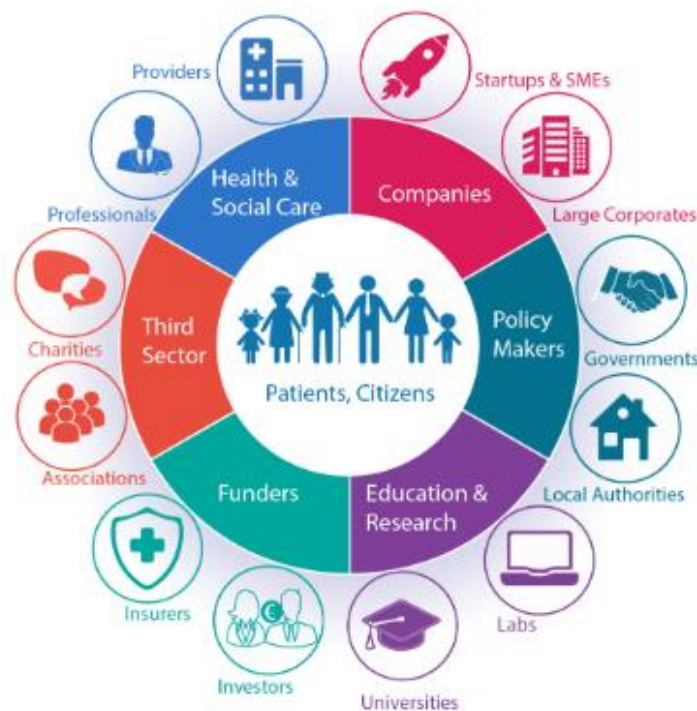 Providers
Startups & SMEs
Professionals
Health &
Social Care
Companies
Large Corporates
Charities
Third
Sector
Policy
Makers
Governments
Patients, Citizens
Associations
Funders
Education &
Research
Local Authorities
Insurers
Labs
€
Investors
Universities